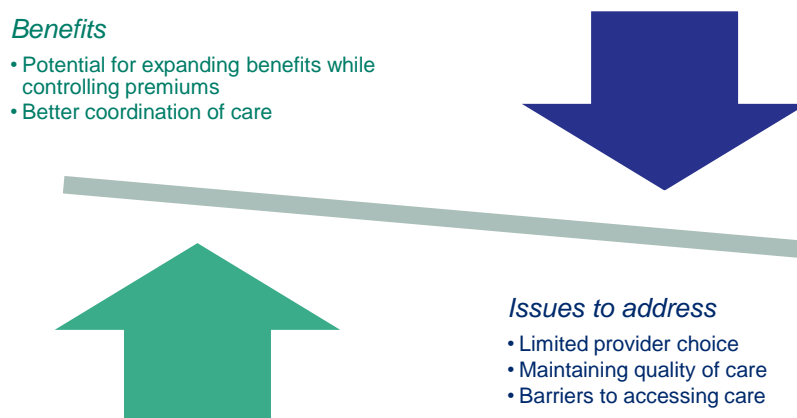 Benefits
• Potential for expanding benefits while
controlling premiums
• Better coordination of care
Issues to address
• Limited provider choice
• Maintaining quality of care
• Barriers to accessing care